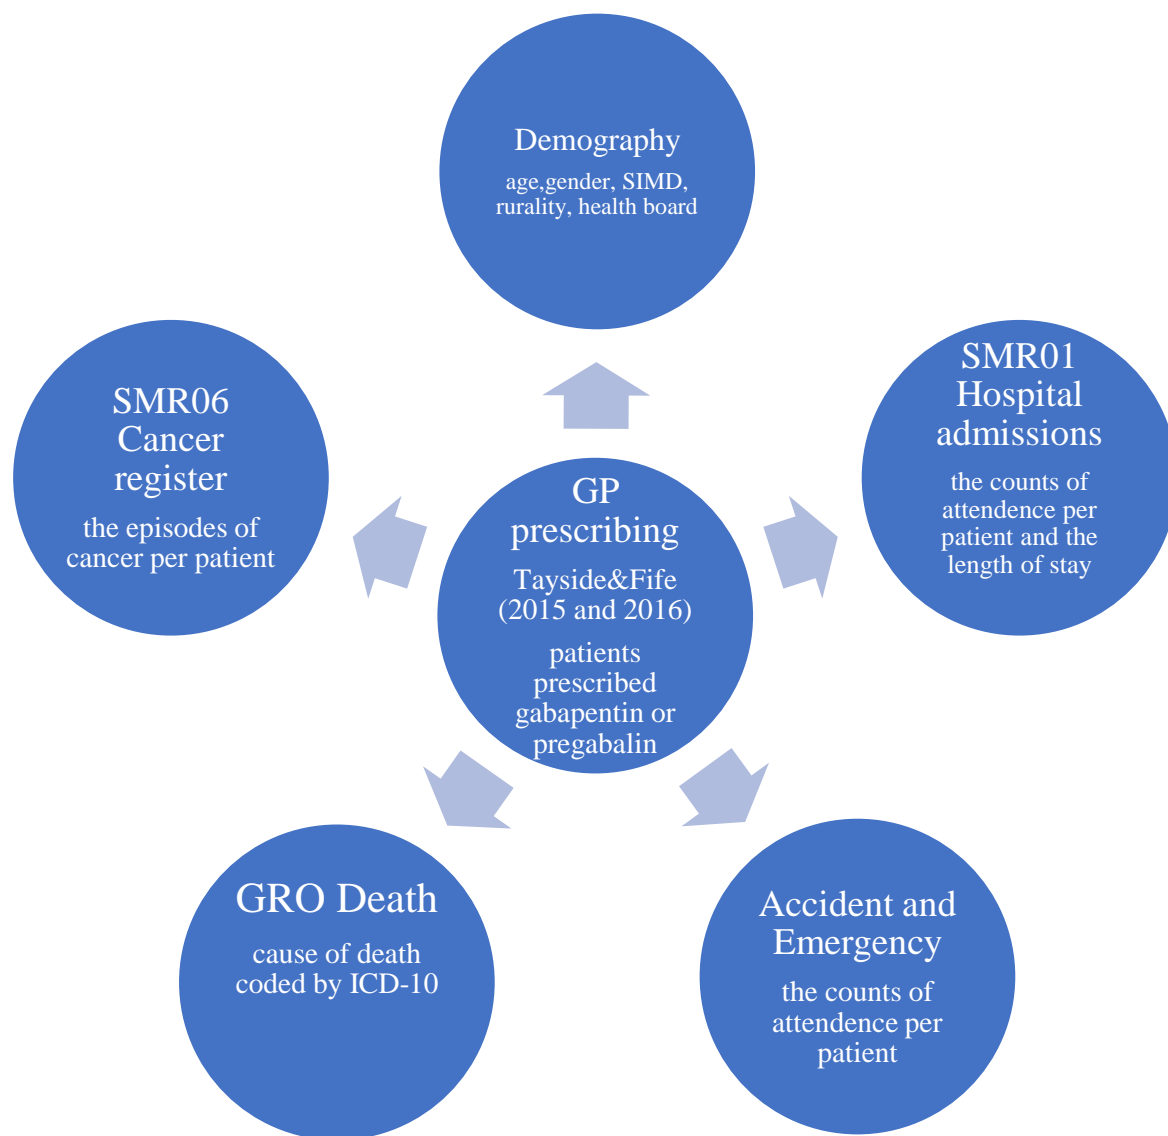 Demography
age,gender, SIMD,
rurality, health board
SMR06
Cancer
register
the episodes of
cancer per patient
SMR01
Hospital
admissions
the counts of
attendence per
patient and the
length of stay
GP
prescribing
Tayside&Fife
(2015 and 2016)
patients
prescribed
gabapentin or
pregabalin
GRO Death
cause of death
coded by ICD-10
Accident and
Emergency
the counts of
attendence per
patient